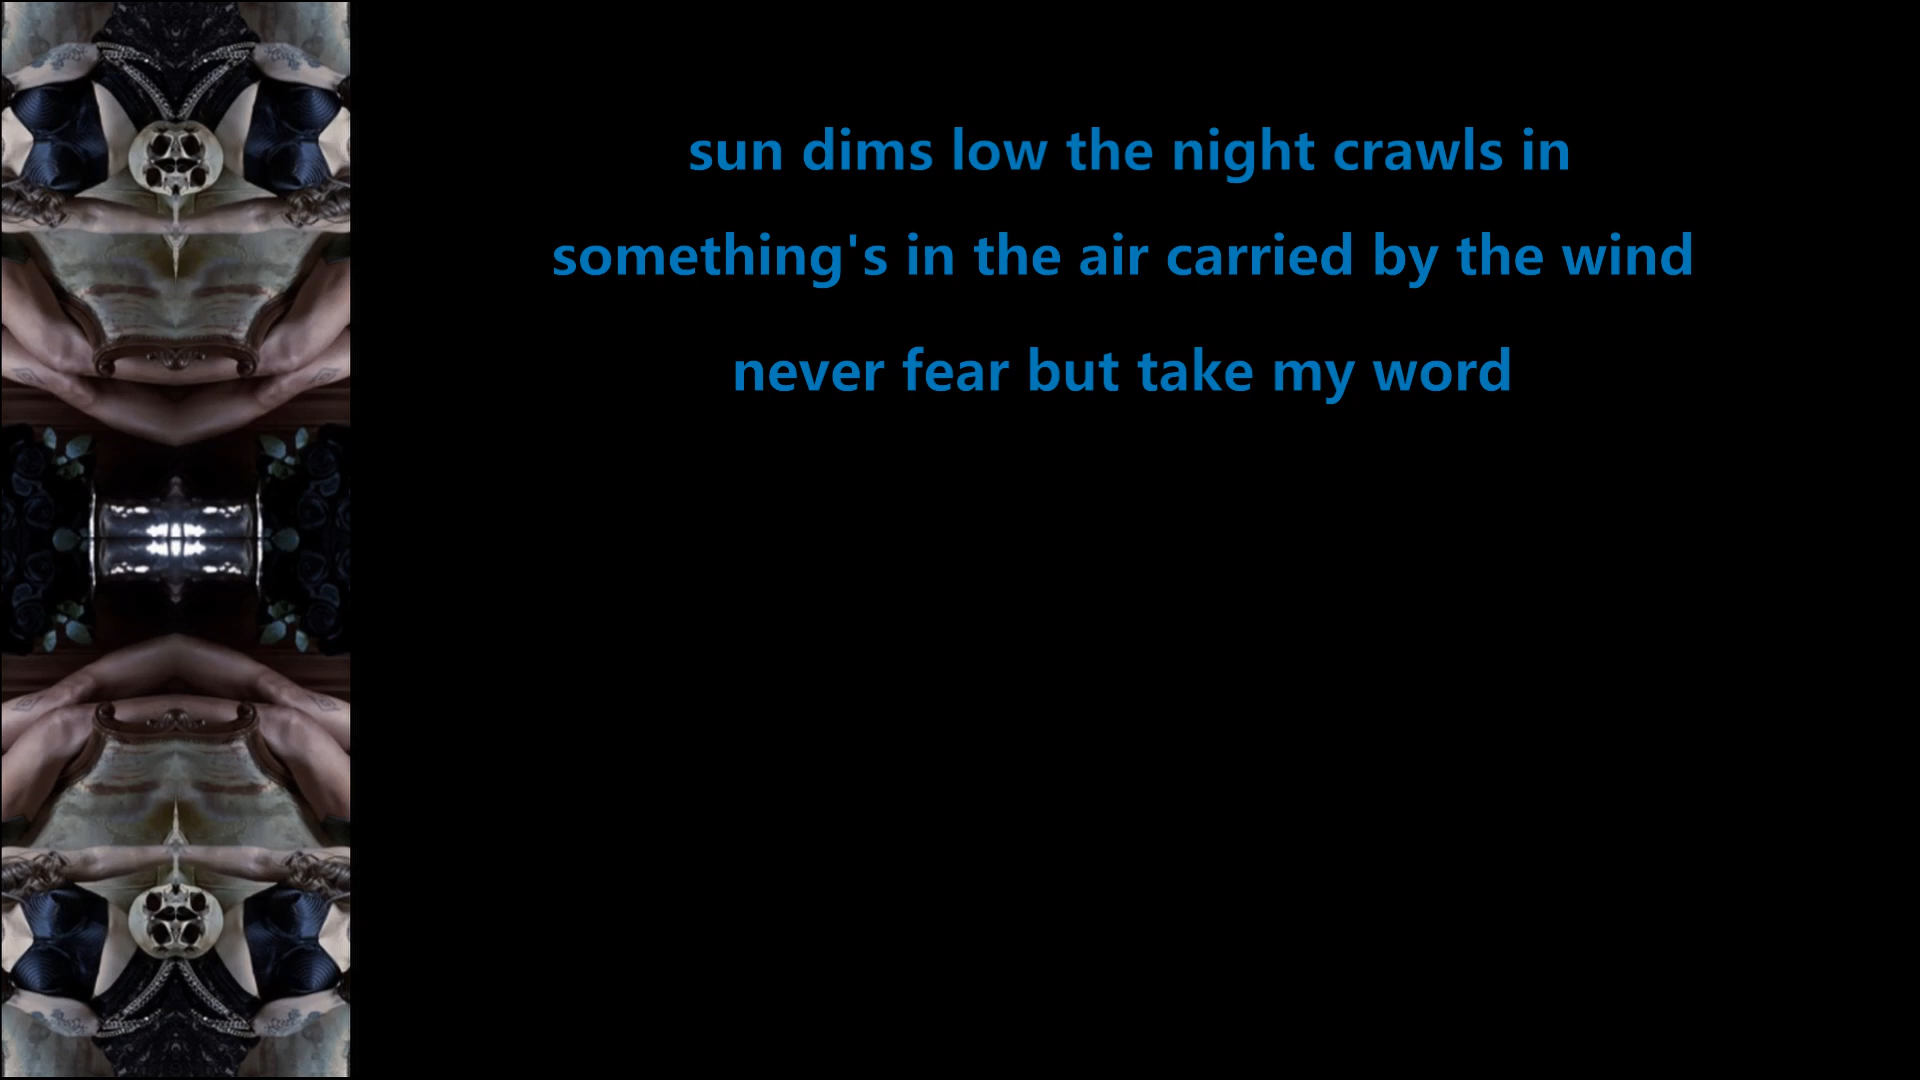 sun dims low the night crawls in
something's in the air carried by the wind
never fear but take my word